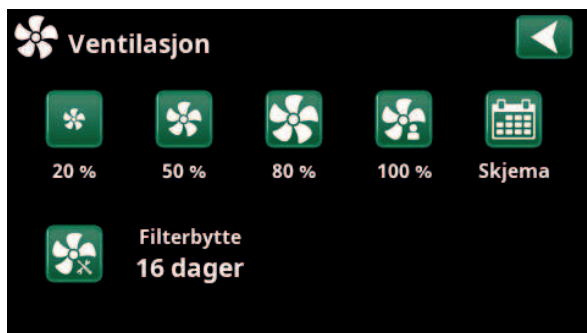 Ventilasjon
20 % 50 % 80 % 100 % Skjema
Filterbytte
16 dager